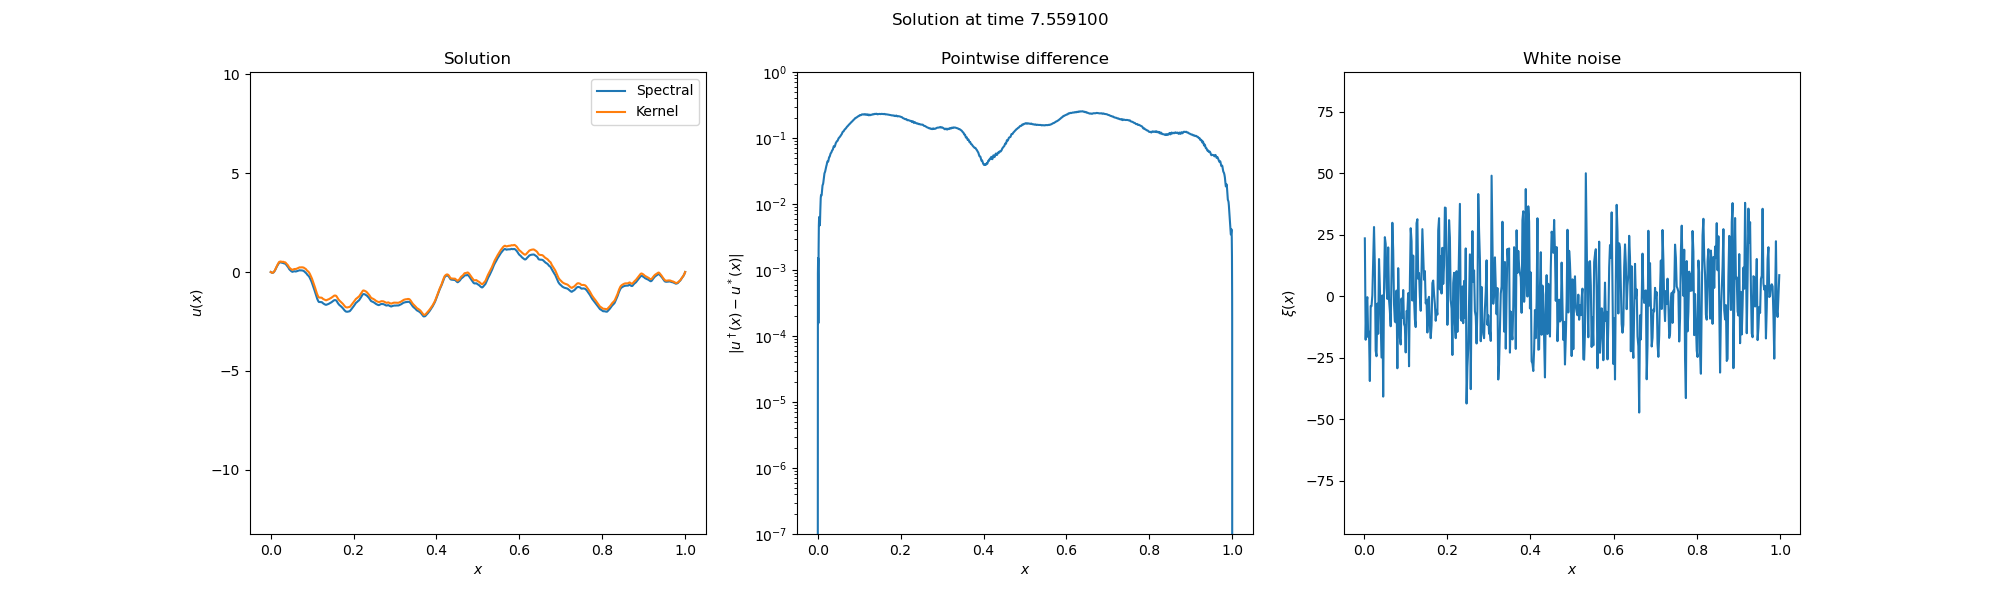 Solution at time 7.559100
Solution
10
5
0
−5
−10
u(x)
Spectral
Kernel
0.0 0.2 0.4 0.6 0.8 1.0
x
Pointwise difference
10⁰
10⁻¹
10⁻²
10⁻³
10⁻⁴
10⁻⁵
10⁻⁶
10⁻⁷
|u†(x) − u*(x)|
0.0 0.2 0.4 0.6 0.8 1.0
x
White noise
75
50
25
0
−25
−50
−75
ξ(x)
0.0 0.2 0.4 0.6 0.8 1.0
x